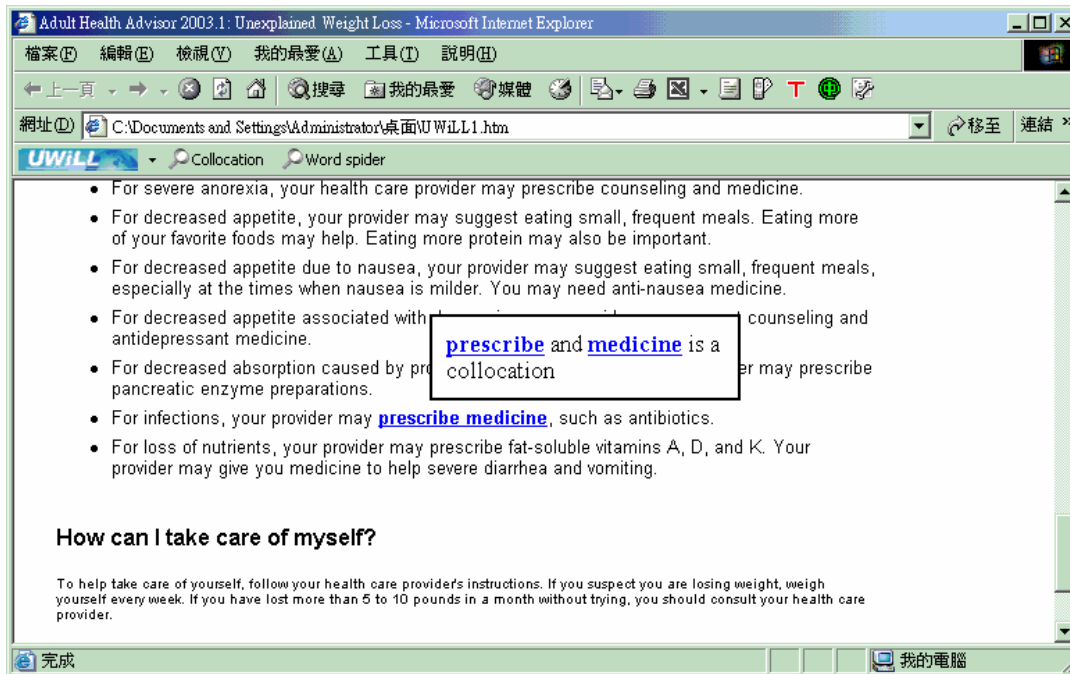 Adult Health Advisor 2003.1: Unexplained Weight Loss - Microsoft Internet Explorer
檔案(F) 編輯(E) 檢視(V) 我的最愛(A) 工具(T) 說明(H)
上一頁 搜尋 我的最愛 媒體
網址(D) C:\Documents and Settings\Administrator\桌面\UWiLL1.htm 移至 連結 »
UWiLL Collocation Word spider
• For severe anorexia, your health care provider may prescribe counseling and medicine.
• For decreased appetite, your provider may suggest eating small, frequent meals. Eating more
of your favorite foods may help. Eating more protein may also be important.
• For decreased appetite due to nausea, your provider may suggest eating small, frequent meals,
especially at the times when nausea is milder. You may need anti-nausea medicine.
• For decreased appetite associated with counseling and
antidepressant medicine.
prescribe and medicine is a
collocation
• For decreased absorption caused by pr er may prescribe
pancreatic enzyme preparations.
• For infections, your provider may prescribe medicine, such as antibiotics.
• For loss of nutrients, your provider may prescribe fat-soluble vitamins A, D, and K. Your
provider may give you medicine to help severe diarrhea and vomiting.
How can I take care of myself?
To help take care of yourself, follow your health care provider's instructions. If you suspect you are losing weight, weigh
yourself every week. If you have lost more than 5 to 10 pounds in a month without trying, you should consult your health care
provider.
完成 我的電腦